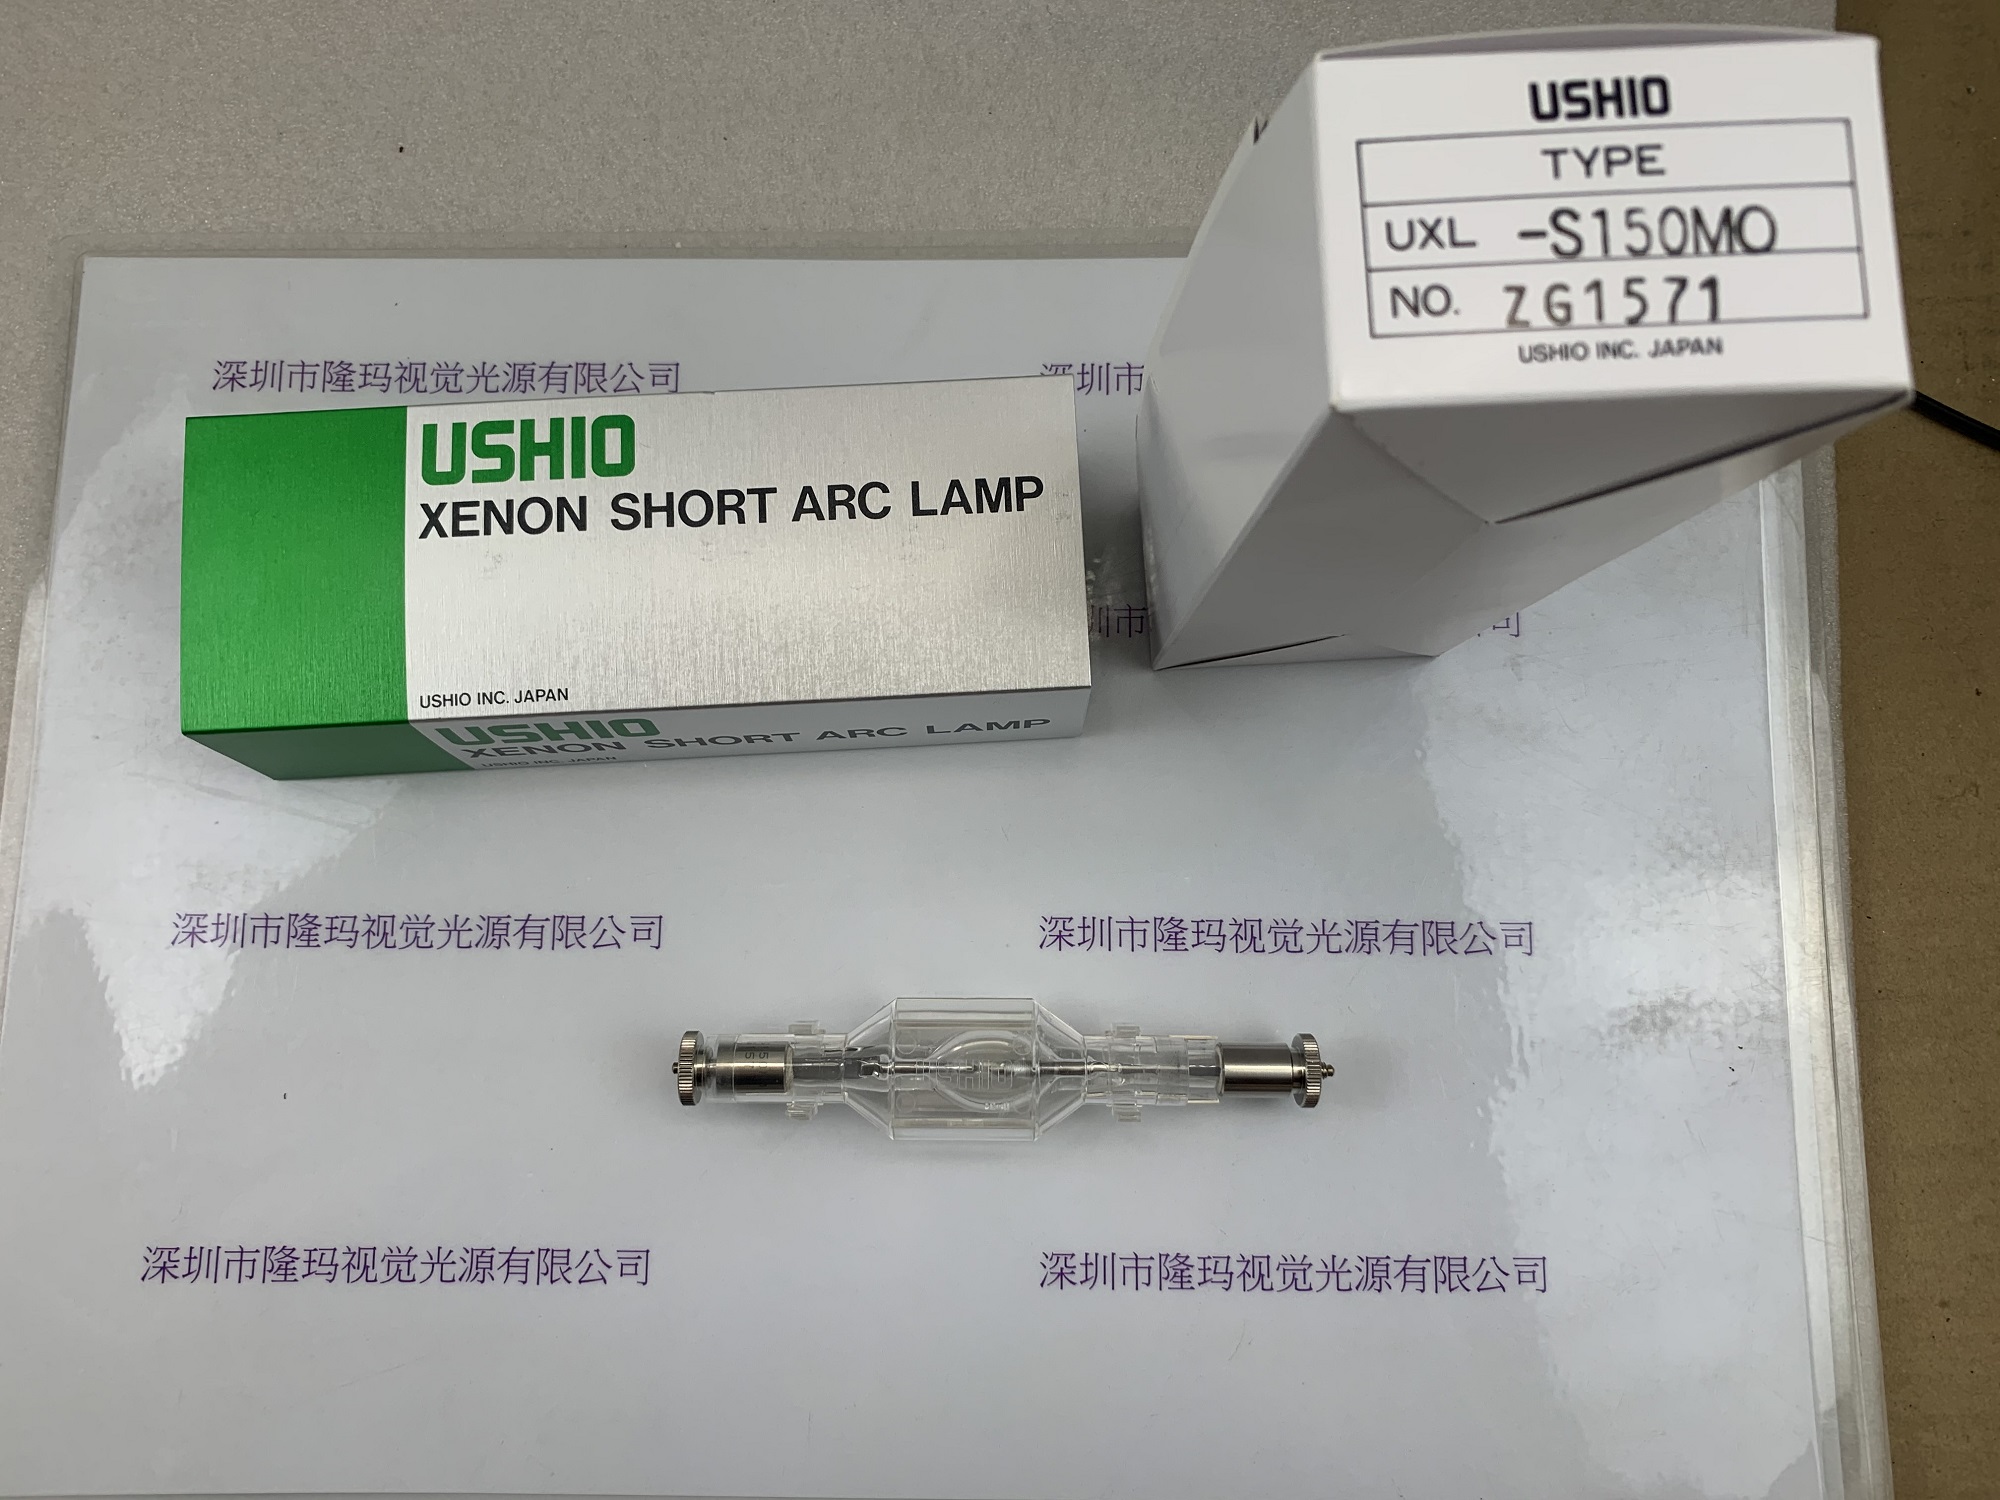 USHIO
TYPE
UXL -S150MO
NO. ZG1571
USHIO INC. JAPAN
深圳市隆玛视觉光源有限公司
深圳市
USHIO
XENON SHORT ARC LAMP
USHIO INC. JAPAN
USHIO
XENON SHORT ARC LAMP
USHIO INC. JAPAN
圳市
司
深圳市隆玛视觉光源有限公司
深圳市隆玛视觉光源有限公司
USHIO
深圳市隆玛视觉光源有限公司
深圳市隆玛视觉光源有限公司